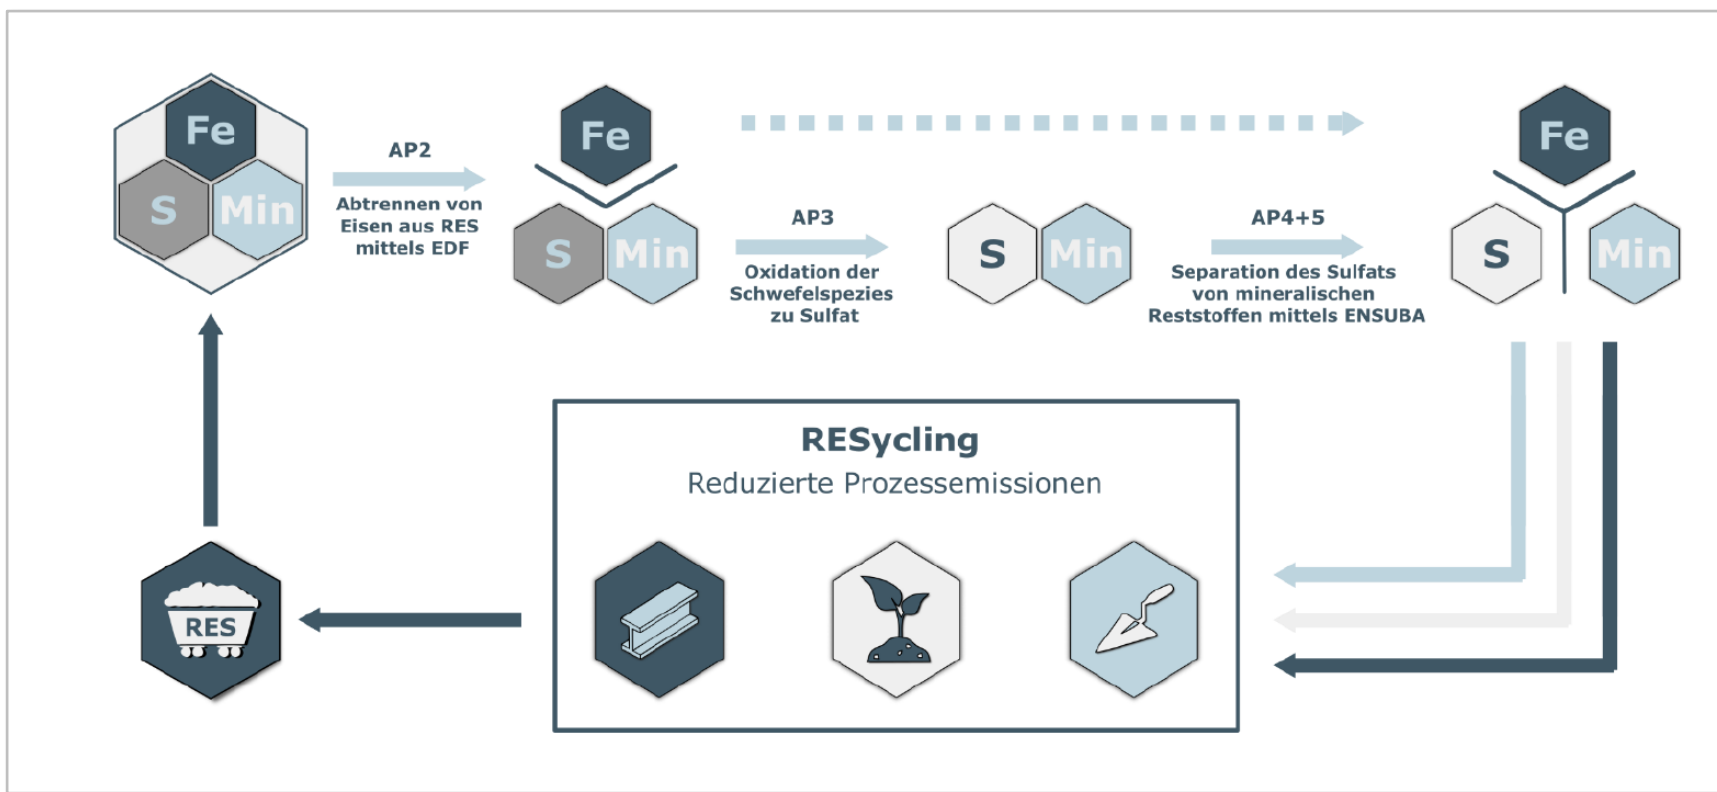 Fe
S
Min
AP2
Abtrennen von
Eisen aus RES
mittels EDF
Fe
S
Min
AP3
Oxidation der
Schwefelspezies
zu Sulfat
S
Min
AP4+5
Separation des Sulfats
von mineralischen
Reststoffen mittels ENSUBA
Fe
S
Min
RESycling
Reduzierte Prozessemissionen
RES